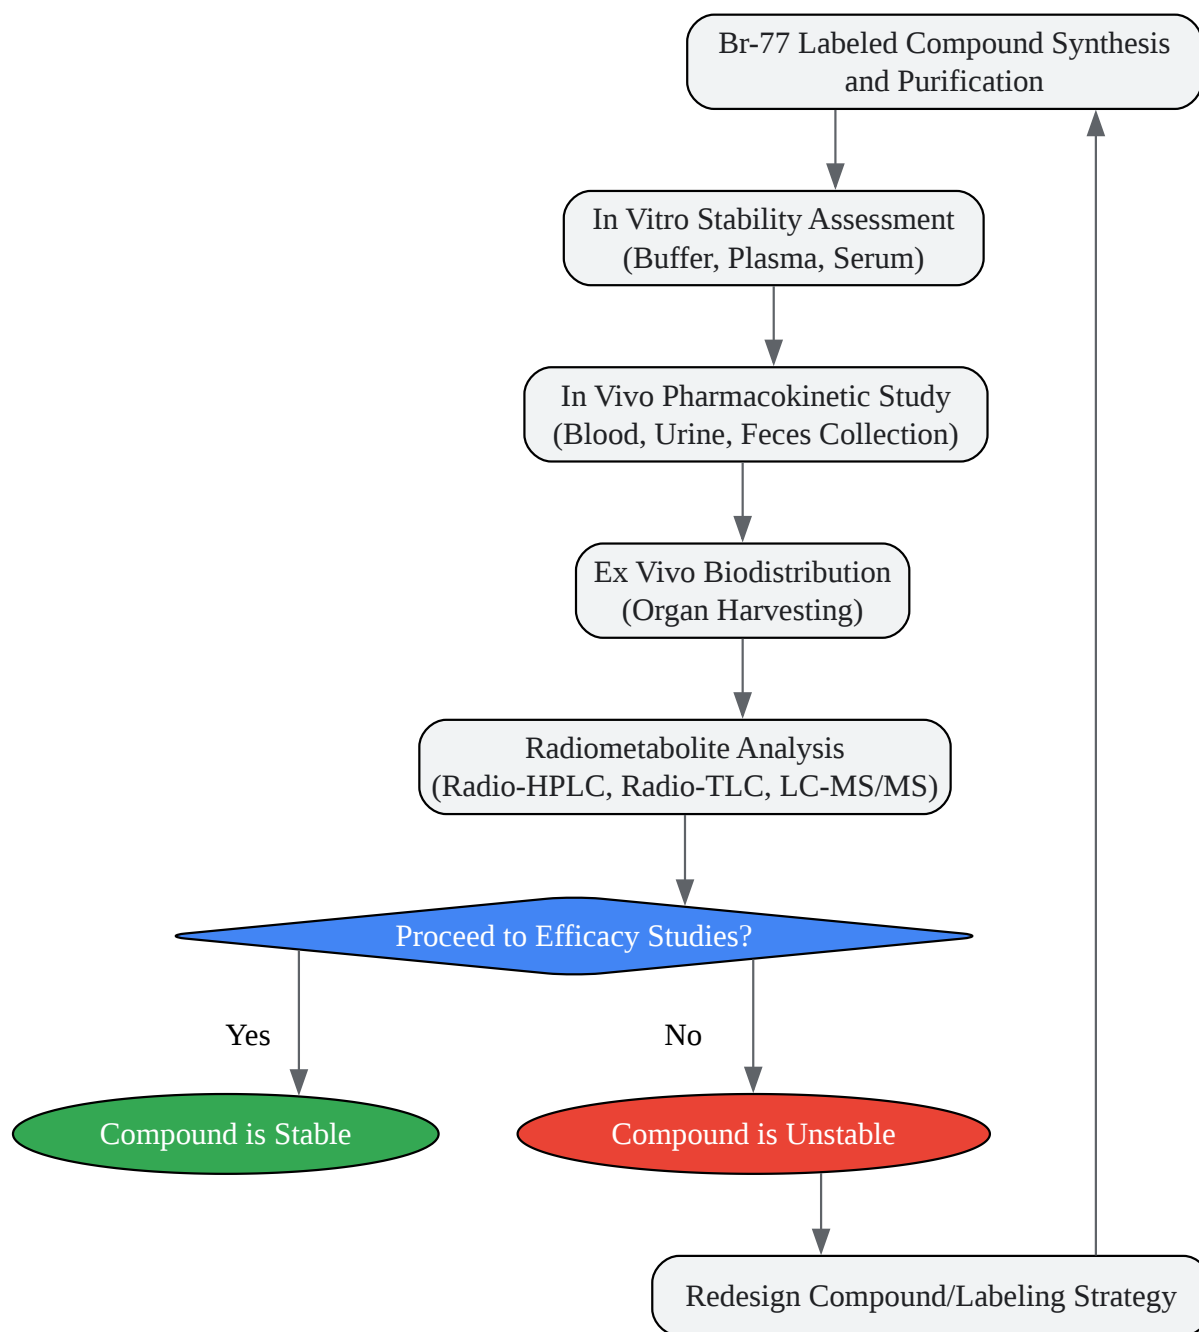 Br-77 Labeled Compound Synthesis
and Purification
In Vitro Stability Assessment
(Buffer, Plasma, Serum)
In Vivo Pharmacokinetic Study
(Blood, Urine, Feces Collection)
Ex Vivo Biodistribution
(Organ Harvesting)
Radiometabolite Analysis
(Radio-HPLC, Radio-TLC, LC-MS/MS)
Proceed to Efficacy Studies?
Yes
No
Compound is Stable
Compound is Unstable
Redesign Compound/Labeling Strategy